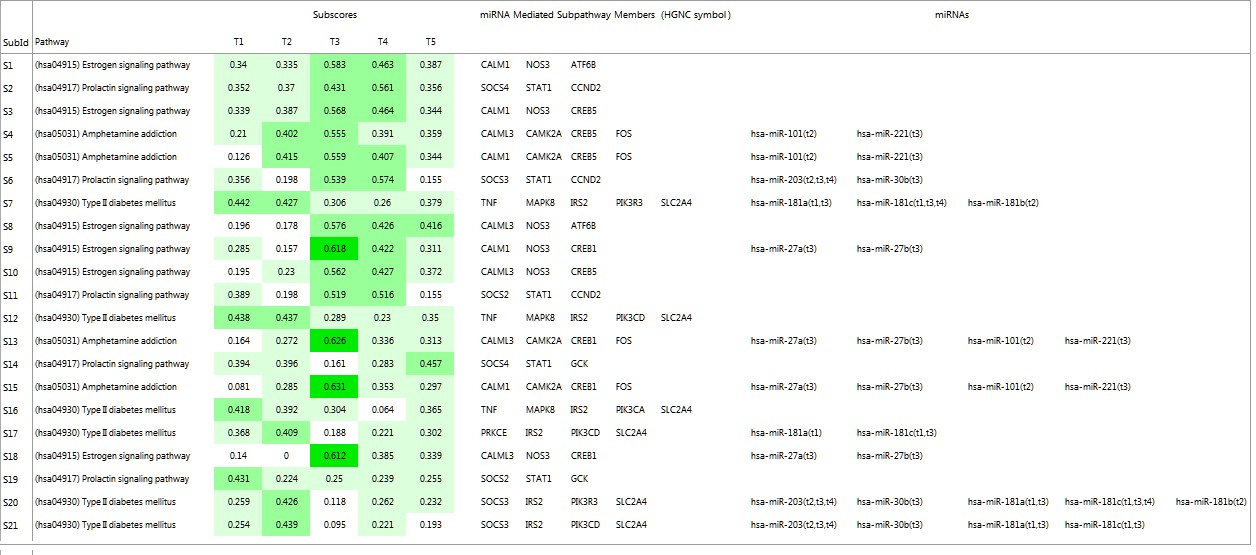 Subscores miRNA Mediated Subpathway Members (HGNC symbol) miRNAs
SubId Pathway T1 T2 T3 T4 T5
S1 (hsa04915) Estrogen signaling pathway 0.34 0.335 0.583 0.463 0.387 CALM1 NOS3 ATF6B
S2 (hsa04917) Prolactin signaling pathway 0.352 0.37 0.431 0.561 0.356 SOCS4 STAT1 CCND2
S3 (hsa04915) Estrogen signaling pathway 0.339 0.387 0.568 0.464 0.344 CALM1 NOS3 CREB5
S4 (hsa05031) Amphetamine addiction 0.21 0.402 0.555 0.391 0.359 CALML3 CAMK2A CREB5 FOS hsa-miR-101(t2) hsa-miR-221(t3)
S5 (hsa05031) Amphetamine addiction 0.126 0.415 0.559 0.407 0.344 CALM1 CAMK2A CREB5 FOS hsa-miR-101(t2) hsa-miR-221(t3)
S6 (hsa04917) Prolactin signaling pathway 0.356 0.198 0.539 0.574 0.155 SOCS3 STAT1 CCND2 hsa-miR-203(t2,t3,t4) hsa-miR-30b(t3)
S7 (hsa04930) Type Ⅱ diabetes mellitus 0.442 0.427 0.306 0.26 0.379 TNF MAPK8 IRS2 PIK3R3 SLC2A4 hsa-miR-181a(t1,t3) hsa-miR-181c(t1,t3,t4) hsa-miR-181b(t2)
S8 (hsa04915) Estrogen signaling pathway 0.196 0.178 0.576 0.426 0.416 CALML3 NOS3 ATF6B
S9 (hsa04915) Estrogen signaling pathway 0.285 0.157 0.618 0.422 0.311 CALM1 NOS3 CREB1 hsa-miR-27a(t3) hsa-miR-27b(t3)
S10 (hsa04915) Estrogen signaling pathway 0.195 0.23 0.562 0.427 0.372 CALML3 NOS3 CREB5
S11 (hsa04917) Prolactin signaling pathway 0.389 0.198 0.519 0.516 0.155 SOCS2 STAT1 CCND2
S12 (hsa04930) Type Ⅱ diabetes mellitus 0.438 0.437 0.289 0.23 0.35 TNF MAPK8 IRS2 PIK3CD SLC2A4
S13 (hsa05031) Amphetamine addiction 0.164 0.272 0.626 0.336 0.313 CALML3 CAMK2A CREB1 FOS hsa-miR-27a(t3) hsa-miR-27b(t3) hsa-miR-101(t2) hsa-miR-221(t3)
S14 (hsa04917) Prolactin signaling pathway 0.394 0.396 0.161 0.283 0.457 SOCS4 STAT1 GCK
S15 (hsa05031) Amphetamine addiction 0.081 0.285 0.631 0.353 0.297 CALM1 CAMK2A CREB1 FOS hsa-miR-27a(t3) hsa-miR-27b(t3) hsa-miR-101(t2) hsa-miR-221(t3)
S16 (hsa04930) Type Ⅱ diabetes mellitus 0.418 0.392 0.304 0.064 0.365 TNF MAPK8 IRS2 PIK3CA SLC2A4
S17 (hsa04930) Type Ⅱ diabetes mellitus 0.368 0.409 0.188 0.221 0.302 PRKCE IRS2 PIK3CD SLC2A4 hsa-miR-181a(t1) hsa-miR-181c(t1,t3)
S18 (hsa04915) Estrogen signaling pathway 0.14 0 0.612 0.385 0.339 CALML3 NOS3 CREB1 hsa-miR-27a(t3) hsa-miR-27b(t3)
S19 (hsa04917) Prolactin signaling pathway 0.431 0.224 0.25 0.239 0.255 SOCS2 STAT1 GCK
S20 (hsa04930) Type Ⅱ diabetes mellitus 0.259 0.426 0.118 0.262 0.232 SOCS3 IRS2 PIK3R3 SLC2A4 hsa-miR-203(t2,t3,t4) hsa-miR-30b(t3) hsa-miR-181a(t1,t3) hsa-miR-181c(t1,t3,t4) hsa-miR-181b(t2)
S21 (hsa04930) Type Ⅱ diabetes mellitus 0.254 0.439 0.095 0.221 0.193 SOCS3 IRS2 PIK3CD SLC2A4 hsa-miR-203(t2,t3,t4) hsa-miR-30b(t3) hsa-miR-181a(t1,t3) hsa-miR-181c(t1,t3)